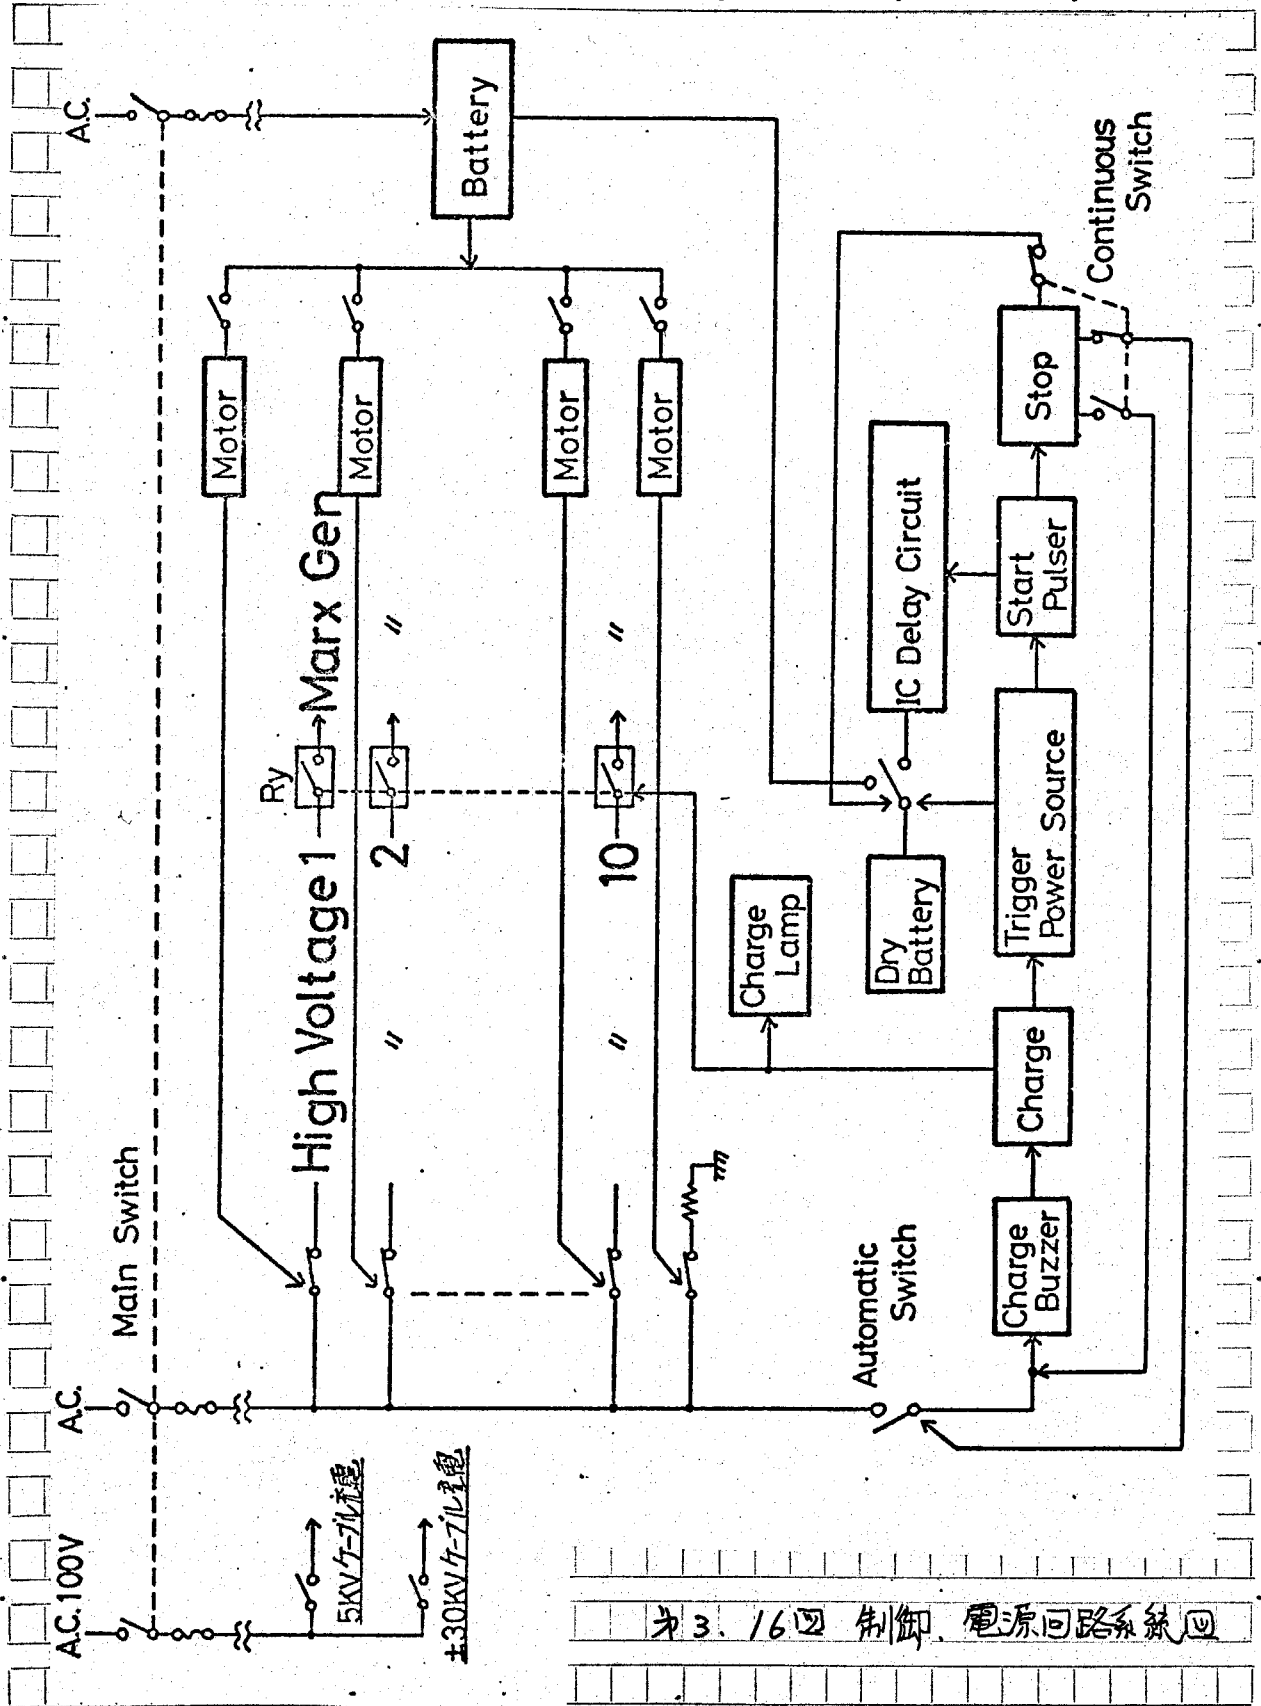 A.C. 100V
A.C.
A.C.
Main Switch
5KVケーブル充電
±30KVケーブル充電
High Voltage 1
Ry
Marx Gen
Motor
〃
2
〃
Motor
〃
10
〃
Motor
Motor
Battery
Charge
Lamp
Dry
Battery
IC Delay Circuit
Automatic
Switch
Charge
Buzzer
Charge
Trigger
Power Source
Start
Pulser
Stop
Continuous
Switch
第3.16図 制御、電源回路系統図